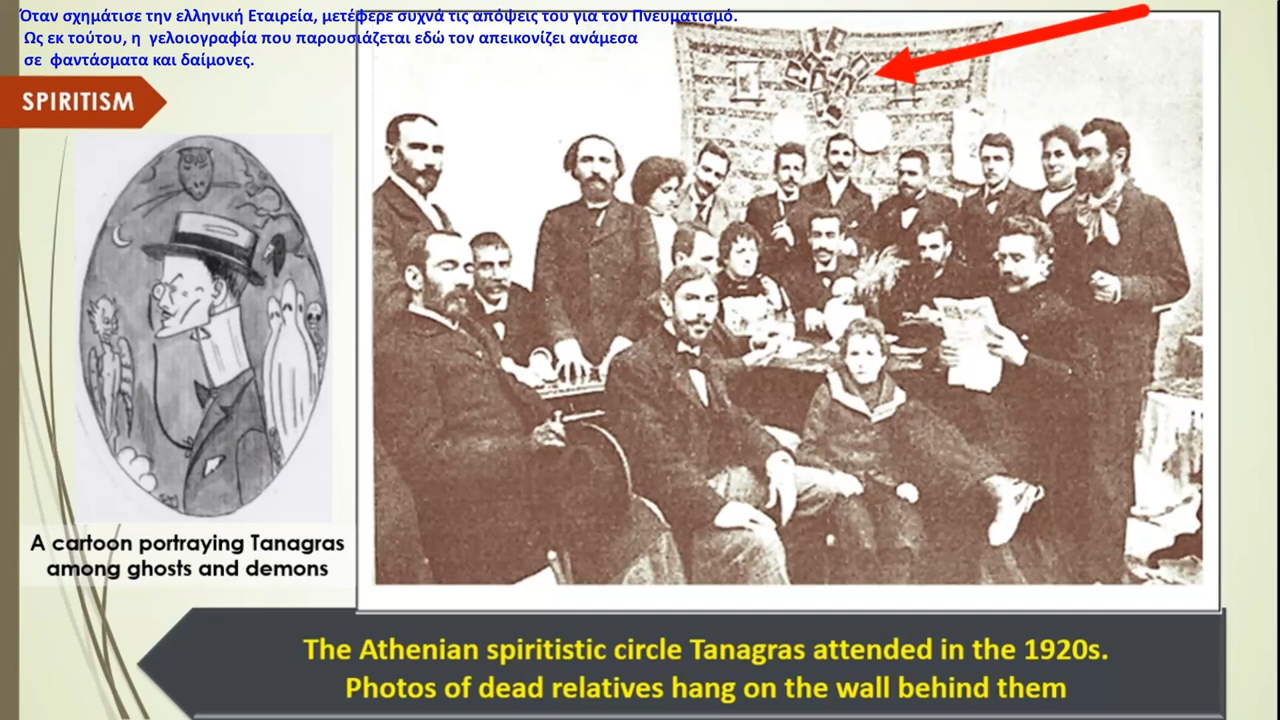 Όταν σχημάτισε την ελληνική Εταιρεία, μετέφερε συχνά τις απόψεις του για τον Πνευματισμό.
Ως εκ τούτου, η γελοιογραφία που παρουσιάζεται εδώ τον απεικονίζει ανάμεσα
σε φαντάσματα και δαίμονες.
SPIRITISM
A cartoon portraying Tanagras
among ghosts and demons
The Athenian spiritistic circle Tanagras attended in the 1920s.
Photos of dead relatives hang on the wall behind them